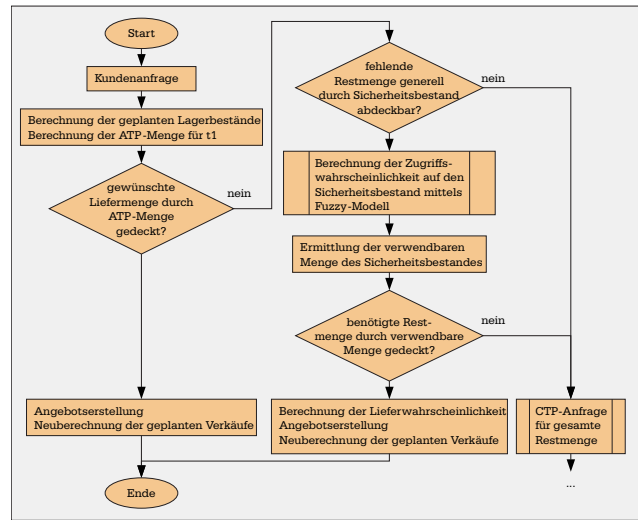 Start
Kundenanfrage
Berechnung der geplanten Lagerbestände
Berechnung der ATP-Menge für t1
gewünschte
Liefermenge durch
ATP-Menge
gedeckt?
nein
Angebotserstellung
Neuberechnung der geplanten Verkäufe
Ende
fehlende
Restmenge generell
durch Sicherheitsbestand
abdeckbar?
nein
Berechnung der Zugriffs-
wahrscheinlichkeit auf den
Sicherheitsbestand mittels
Fuzzy-Modell
Ermittlung der verwendbaren
Menge des Sicherheitsbestandes
benötigte Rest-
menge durch verwendbare
Menge gedeckt?
nein
Berechnung der Lieferwahrscheinlichkeit
Angebotserstellung
Neuberechnung der geplanten Verkäufe
CTP-Anfrage
für gesamte
Restmenge
...